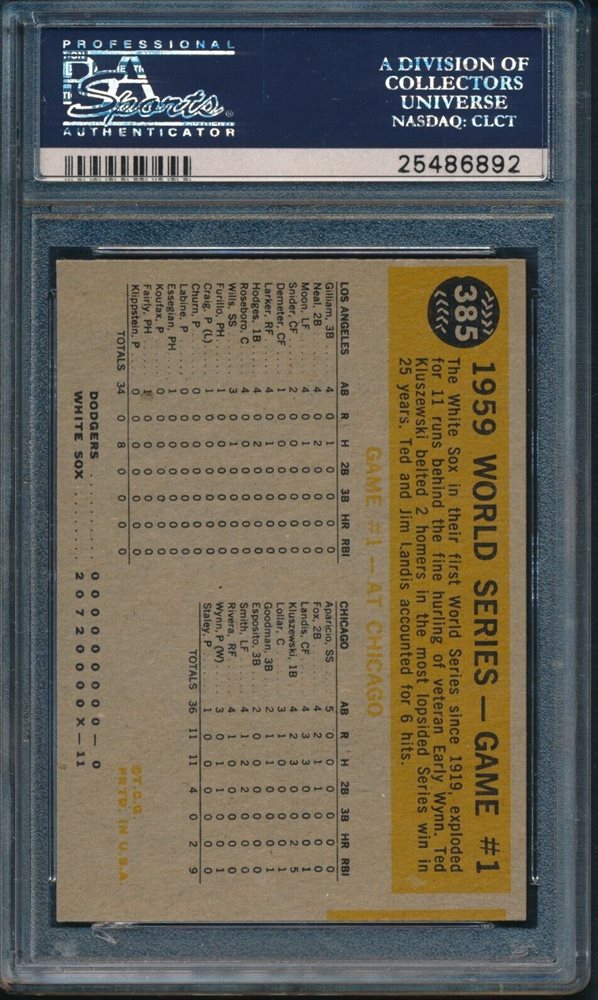 PROFESSIONAL
PSA
Sports
AUTHENTICATOR
A DIVISION OF
COLLECTORS
UNIVERSE
NASDAQ: CLCT
25486892
385
1959 WORLD SERIES — GAME #1
The White Sox in their first World Series since 1919, exploded
for 11 runs behind the fine hurling of veteran Early Wynn. Ted
Kluszewski belted 2 homers in the most lopsided Series win in
25 years. Ted and Jim Landis accounted for 6 hits.
GAME #1 — AT CHICAGO
LOS ANGELES AB R H 2B 3B HR RBI
Gilliam, 3B 4 0 1 0 0 0 0
Neal, 2B 4 0 2 0 0 0 0
Moon, LF 4 0 1 0 0 0 0
Snider, CF 2 0 0 0 0 0 0
Demeter, CF 1 0 0 0 0 0 0
Larker, RF 4 0 1 0 0 0 0
Hodges, 1B 4 0 2 0 0 0 0
Roseboro, C 4 0 0 0 0 0 0
Wills, SS 3 0 1 0 0 0 0
Furillo, PH 1 0 0 0 0 0 0
Craig, P (L) 1 0 0 0 0 0 0
Churn, P 0 0 0 0 0 0 0
Labine, P 0 0 0 0 0 0 0
Essegian, PH 1 0 0 0 0 0 0
Koufax, P 0 0 0 0 0 0 0
Fairly, PH 1 0 0 0 0 0 0
Klippstein, P 0 0 0 0 0 0 0
TOTALS 34 0 8 0 0 0 0
CHICAGO AB R H 2B 3B HR RBI
Aparicio, SS 5 0 0 0 0 0 0
Fox, 2B 4 2 1 1 0 0 0
Landis, CF 4 3 3 0 0 0 1
Kluszewski, 1B 4 2 3 0 0 2 5
Lollar, C 3 1 0 0 0 0 1
Goodman, 3B 2 0 1 0 0 0 1
Esposito, 3B 2 0 0 0 0 0 0
Smith, LF 4 1 2 2 0 0 0
Rivera, RF 4 1 0 0 0 0 0
Wynn, P (W) 3 1 1 1 0 0 1
Staley, P 1 0 0 0 0 0 0
TOTALS 36 11 11 4 0 2 9
DODGERS ...... 0 0 0 0 0 0 0 0 0 — 0
WHITE SOX .... 2 0 7 2 0 0 0 0 X — 11
©T.C.G.
PRTD. IN U.S.A.